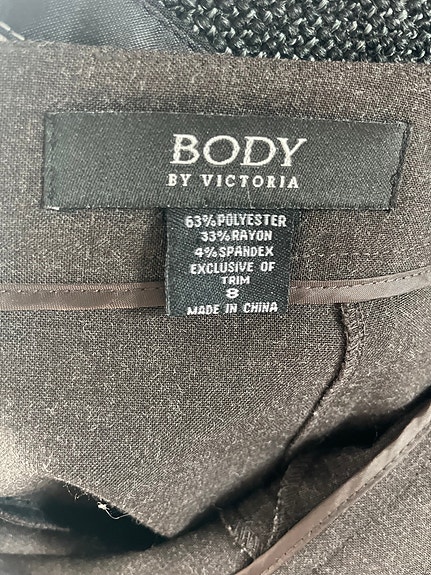 BODY
BY VICTORIA
63% POLYESTER
33% RAYON
4% SPANDEX
EXCLUSIVE OF
TRIM
8
MADE IN CHINA